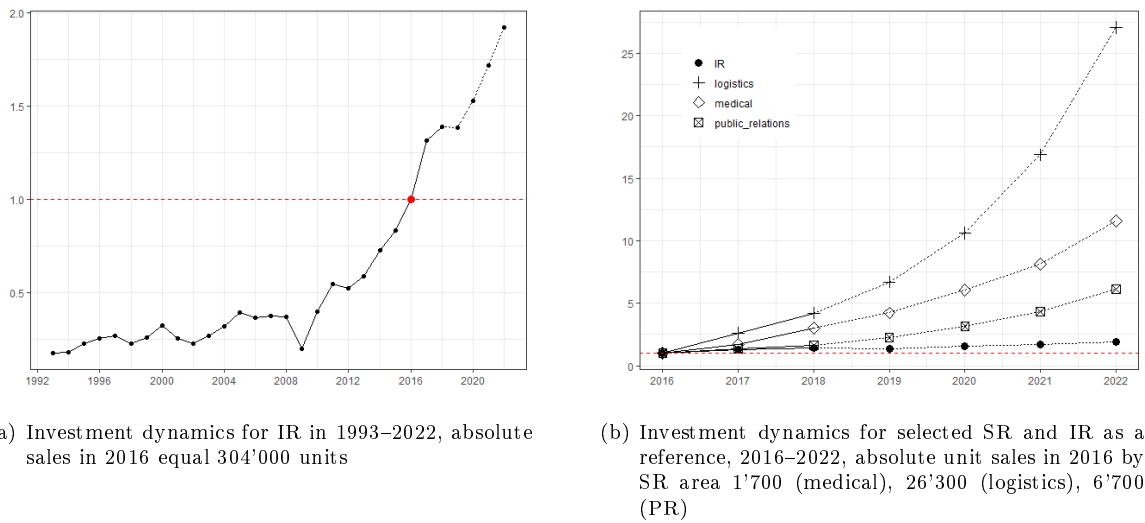 2.0
1.5
1.0
0.5
1992 1996 2000 2004 2008 2012 2016 2020
) Investment dynamics for IR in 1993–2022, absolute
sales in 2016 equal 304'000 units
25
20
15
10
5
0
IR
logistics
medical
public_relations
2016 2017 2018 2019 2020 2021 2022
(b) Investment dynamics for selected SR and IR as a
reference, 2016–2022, absolute unit sales in 2016 by
SR area 1'700 (medical), 26'300 (logistics), 6'700
(PR)